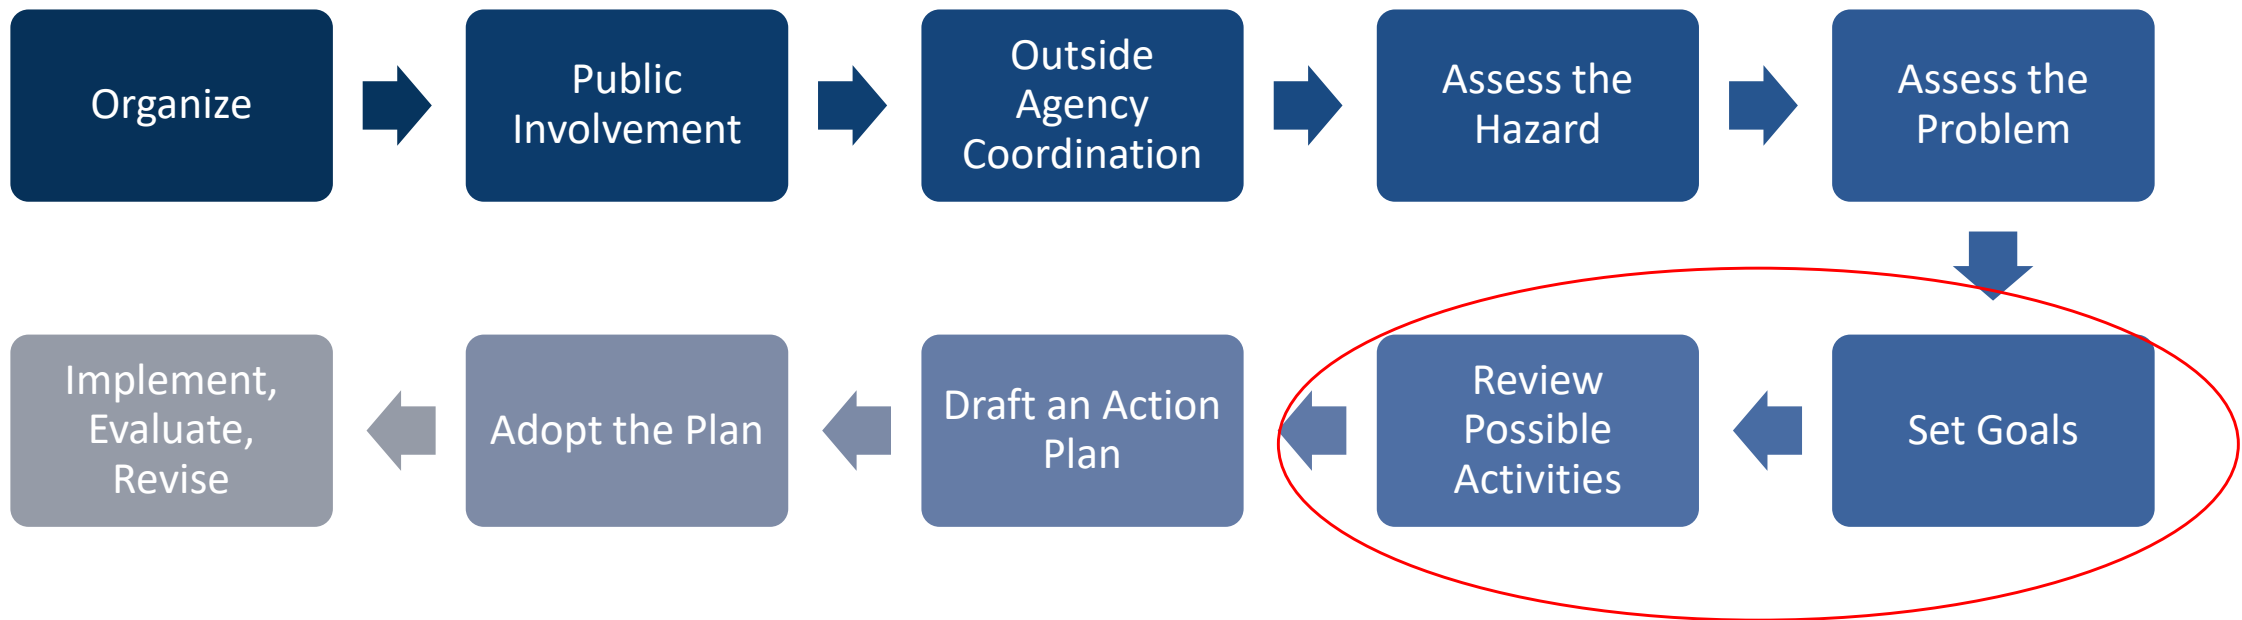 Organize
Public
Involvement
Outside
Agency
Coordination
Assess the
Hazard
Assess the
Problem
Set Goals
Review
Possible
Activities
Draft an Action
Plan
Adopt the Plan
Implement,
Evaluate,
Revise